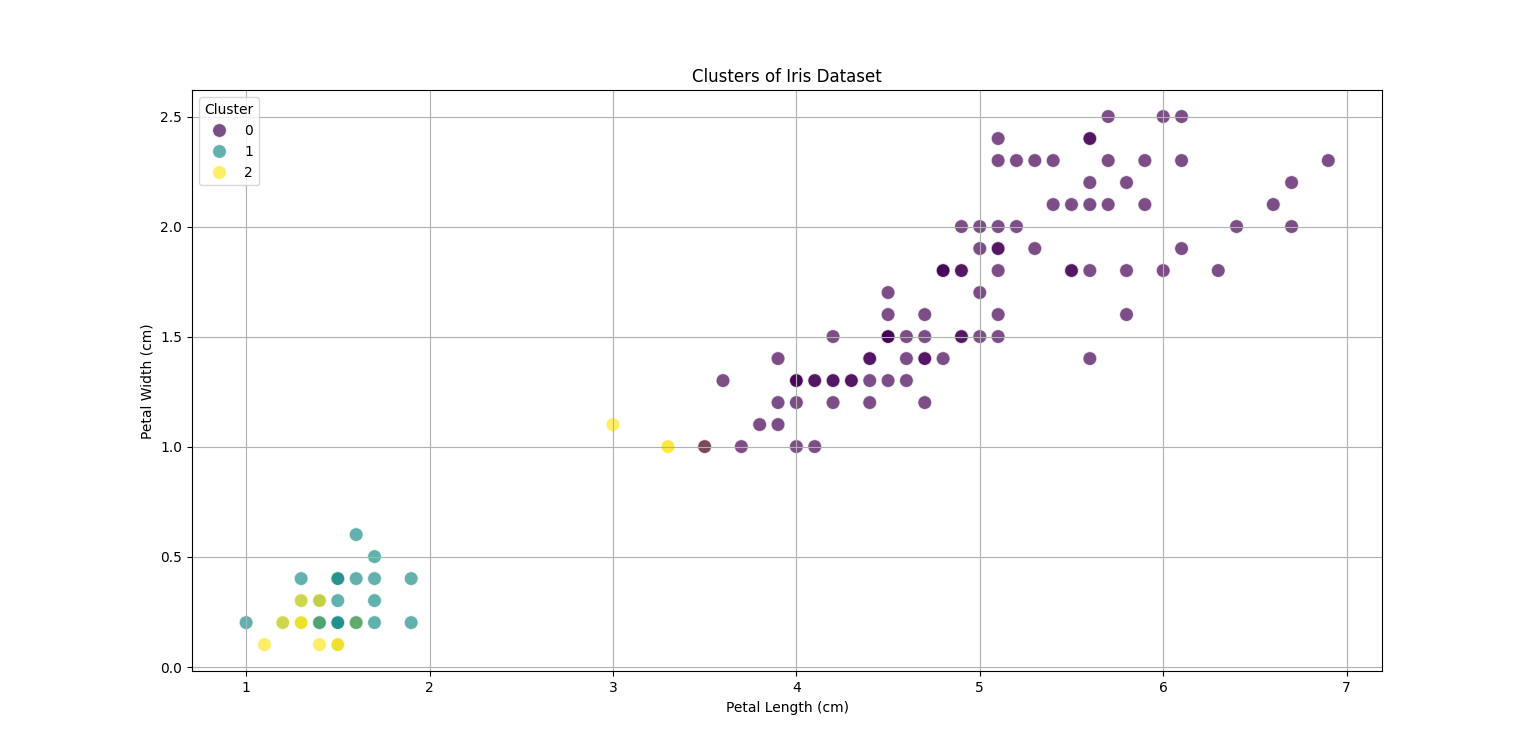 Clusters of Iris Dataset
Cluster
0
1
2
2.5
2.0
1.5
1.0
0.5
0.0
Petal Width (cm)
1 2 3 4 5 6 7
Petal Length (cm)